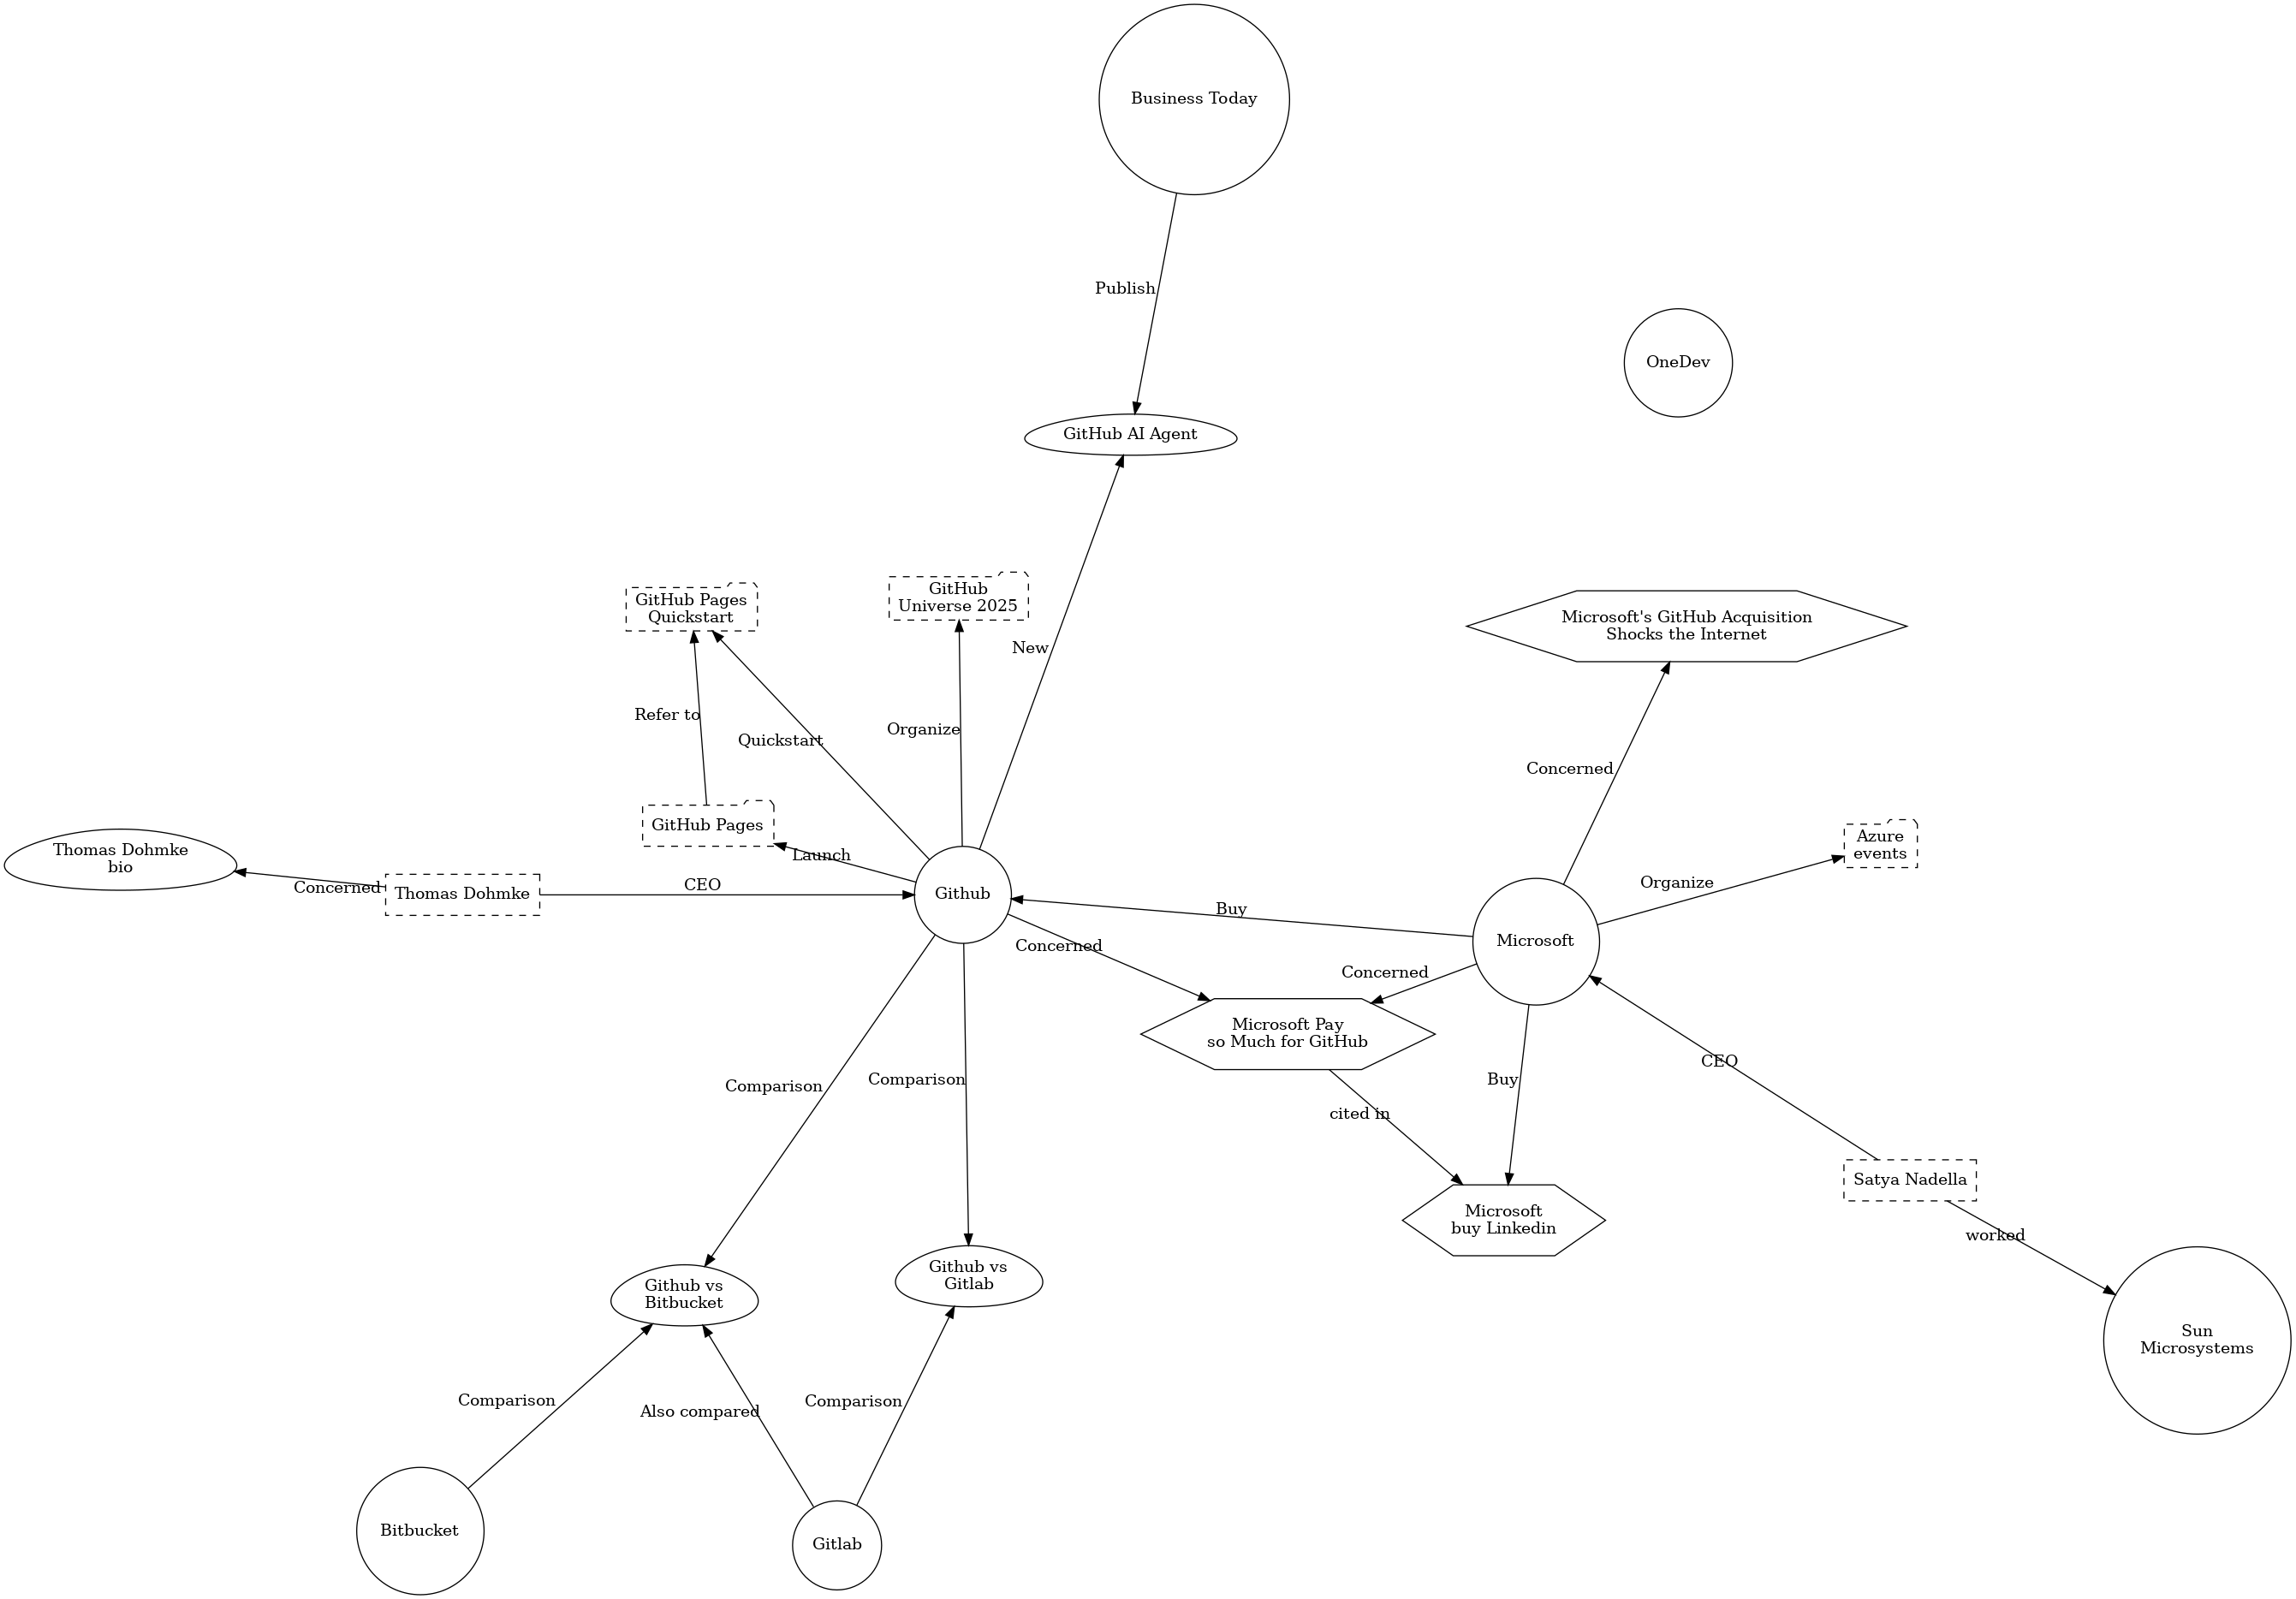 Business Today
Publish
OneDev
GitHub AI Agent
GitHub Pages
Quickstart
GitHub
Universe 2025
New
Microsoft's GitHub Acquisition
Shocks the Internet
Refer to
Quickstart
Organize
Concerned
GitHub Pages
Launch
Azure
events
Organize
Thomas Dohmke
bio
Concerned
Thomas Dohmke
CEO
Github
Buy
Microsoft
Concerned
Concerned
Microsoft Pay
so Much for GitHub
CEO
Comparison
Comparison
Buy
cited in
Satya Nadella
Microsoft
buy Linkedin
worked
Github vs
Bitbucket
Github vs
Gitlab
Sun
Microsystems
Comparison
Also compared
Comparison
Bitbucket
Gitlab